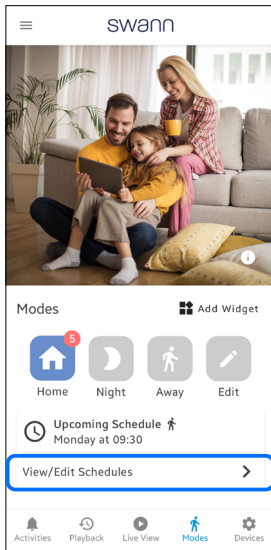 swann
Modes
Add Widget
5
Home Night Away Edit
Upcoming Schedule
Monday at 09:30
View/Edit Schedules
Activities Playback Live View Modes Devices